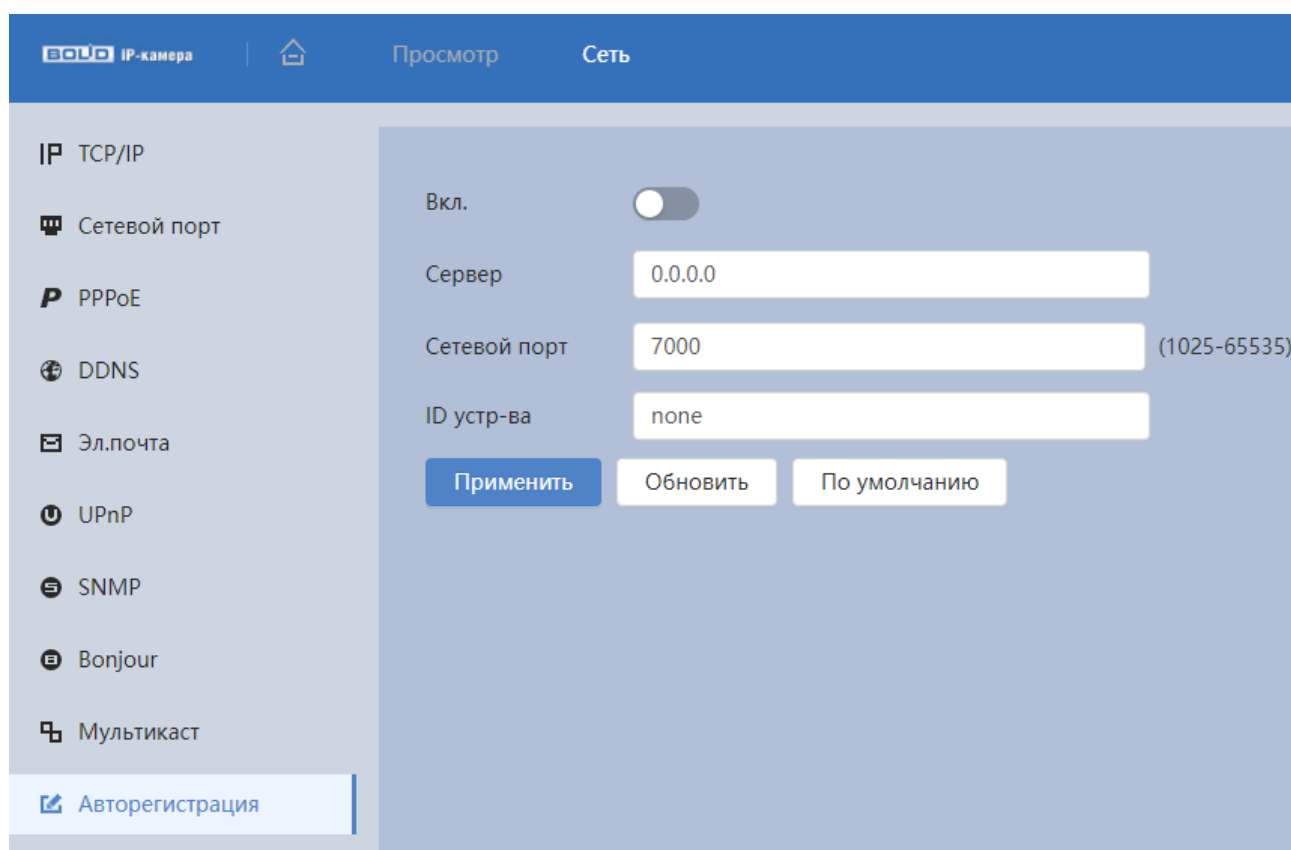 BOLID IP-камера
Просмотр
Сеть
TCP/IP
Сетевой порт
PPPoE
DDNS
Эл.почта
UPnP
SNMP
Bonjour
Мультикаст
Авторегистрация
Вкл.
Сервер 0.0.0.0
Сетевой порт 7000 (1025-65535)
ID устр-ва none
Применить Обновить По умолчанию